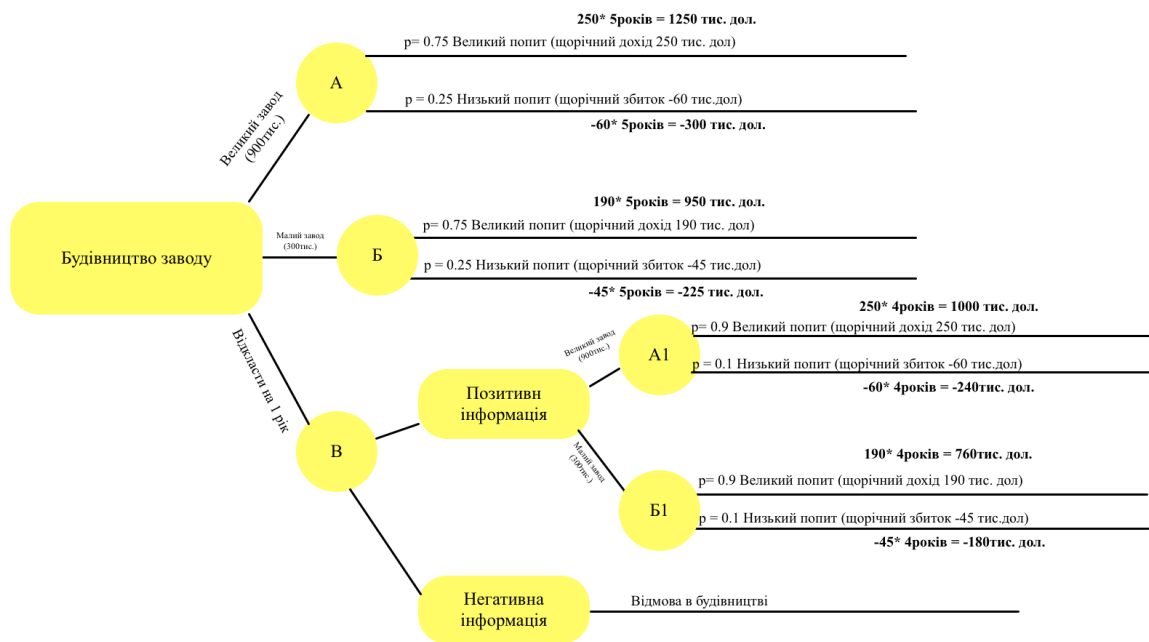 250* 5років = 1250 тис. дол.
p= 0.75 Великий попит (щорічний дохід 250 тис. дол)
А
p = 0.25 Низький попит (щорічний збиток -60 тис.дол)
-60* 5років = -300 тис. дол.
Великий завод
(900тис.)
190* 5років = 950 тис. дол.
p= 0.75 Великий попит (щорічний дохід 190 тис. дол)
Малий завод
(300тис.)
Будівництво заводу
Б
p = 0.25 Низький попит (щорічний збиток -45 тис.дол)
-45* 5років = -225 тис. дол.
250* 4років = 1000 тис. дол.
p= 0.9 Великий попит (щорічний дохід 250 тис. дол)
Великий завод
(900тис.)
А1
p = 0.1 Низький попит (щорічний збиток -60 тис.дол)
-60* 4років = -240тис. дол.
Відкласти на 1 рік
Позитивн
інформація
В
Малий завод
(300тис.)
190* 4років = 760тис. дол.
p= 0.9 Великий попит (щорічний дохід 190 тис. дол)
Б1
p = 0.1 Низький попит (щорічний збиток -45 тис.дол)
-45* 4років = -180тис. дол.
Негативна
інформація
Відмова в будівництві